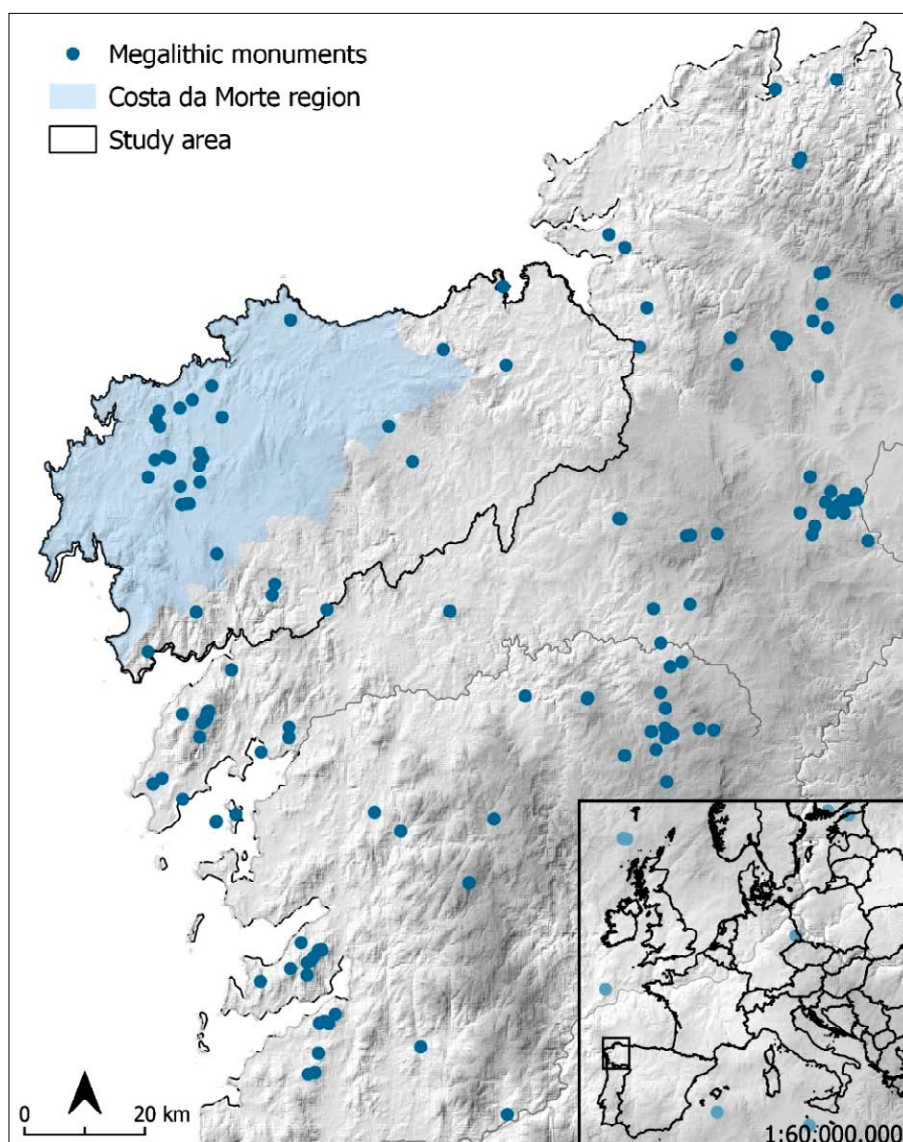 Megalithic monuments
Costa da Morte region
Study area
0 20 km
1:60.000.000